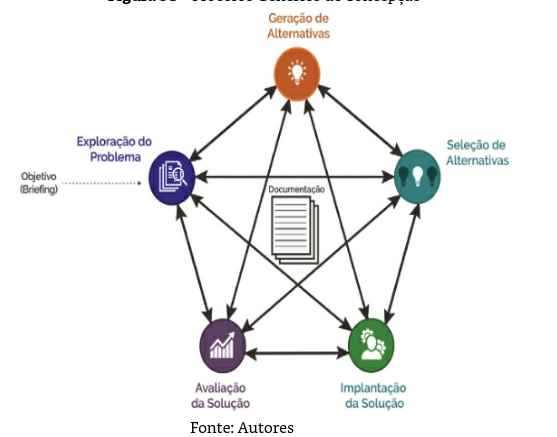 Geração de
Alternativas
Exploração do
Problema
Seleção de
Alternativas
Objetivo
(Briefing)
Documentação
Avaliação
da Solução
Implantação
da Solução
Fonte: Autores